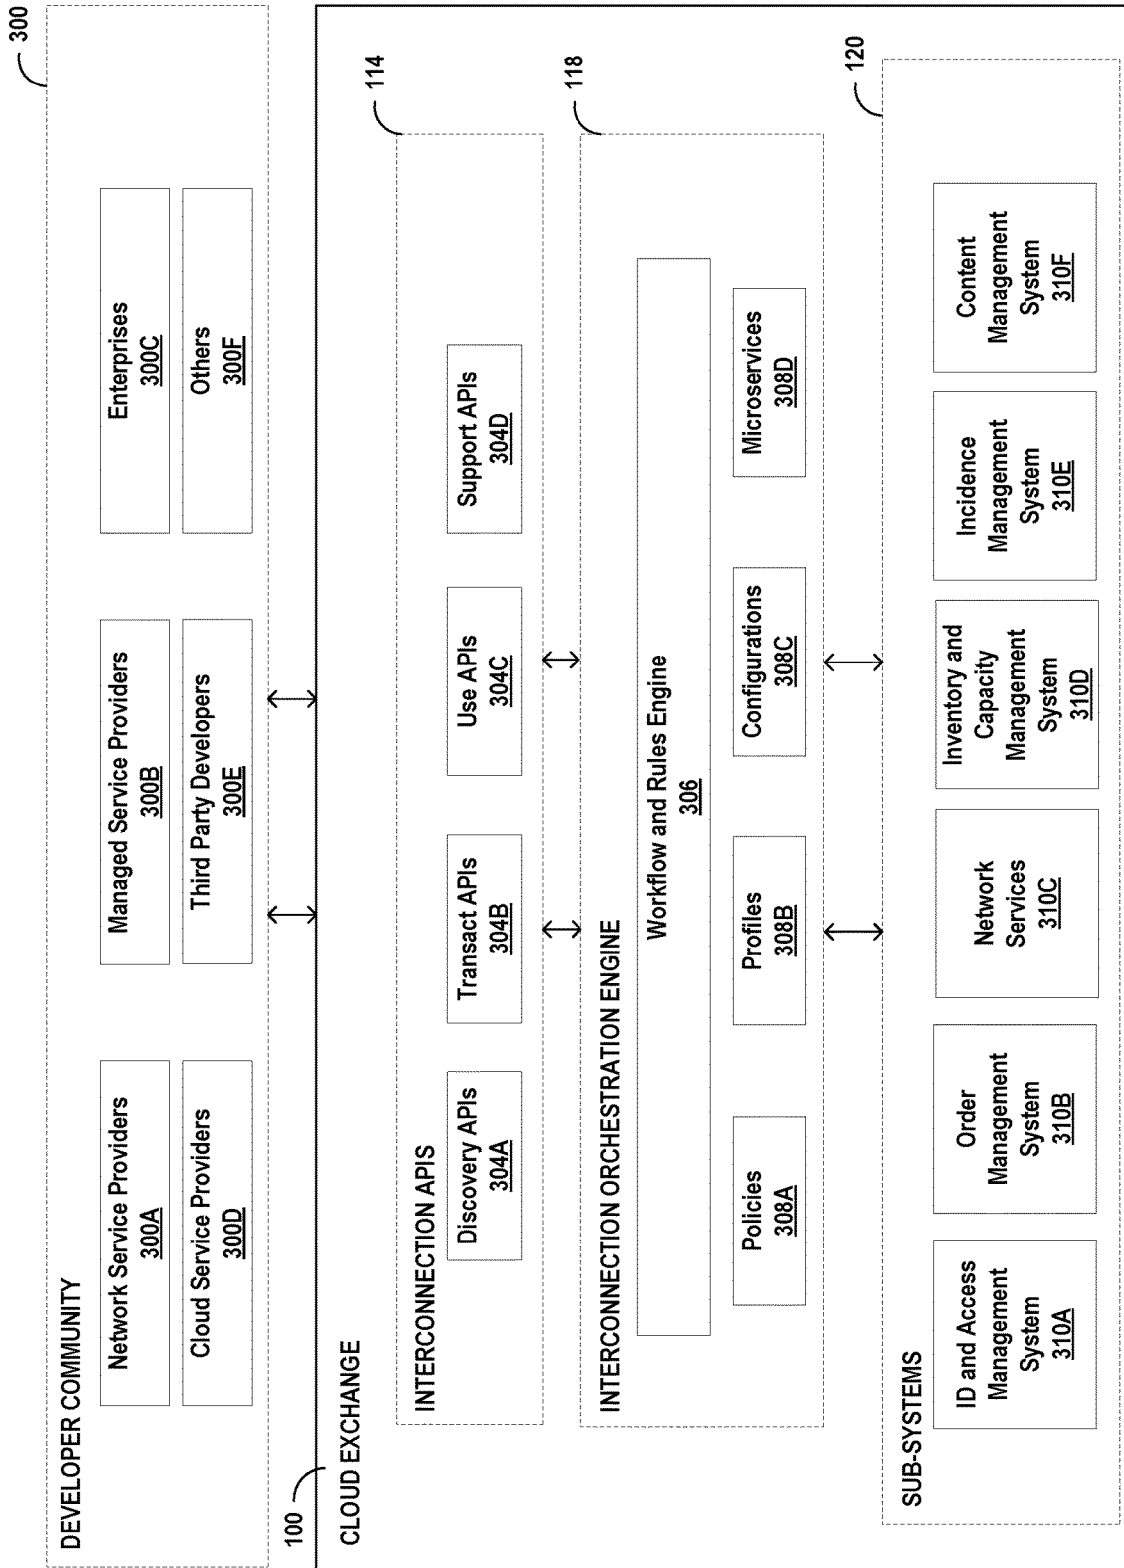 300
DEVELOPER COMMUNITY
Network Service Providers
300A
Managed Service Providers
300B
Enterprises
300C
Cloud Service Providers
300D
Third Party Developers
300E
Others
300F
100
CLOUD EXCHANGE
114
INTERCONNECTION APIS
Discovery APIs
304A
Transact APIs
304B
Use APIs
304C
Support APIs
304D
118
INTERCONNECTION ORCHESTRATION ENGINE
Workflow and Rules Engine
306
Policies
308A
Profiles
308B
Configurations
308C
Microservices
308D
120
SUB-SYSTEMS
ID and Access
Management
System
310A
Order
Management
System
310B
Network
Services
310C
Inventory and
Capacity
Management
System
310D
Incidence
Management
System
310E
Content
Management
System
310F